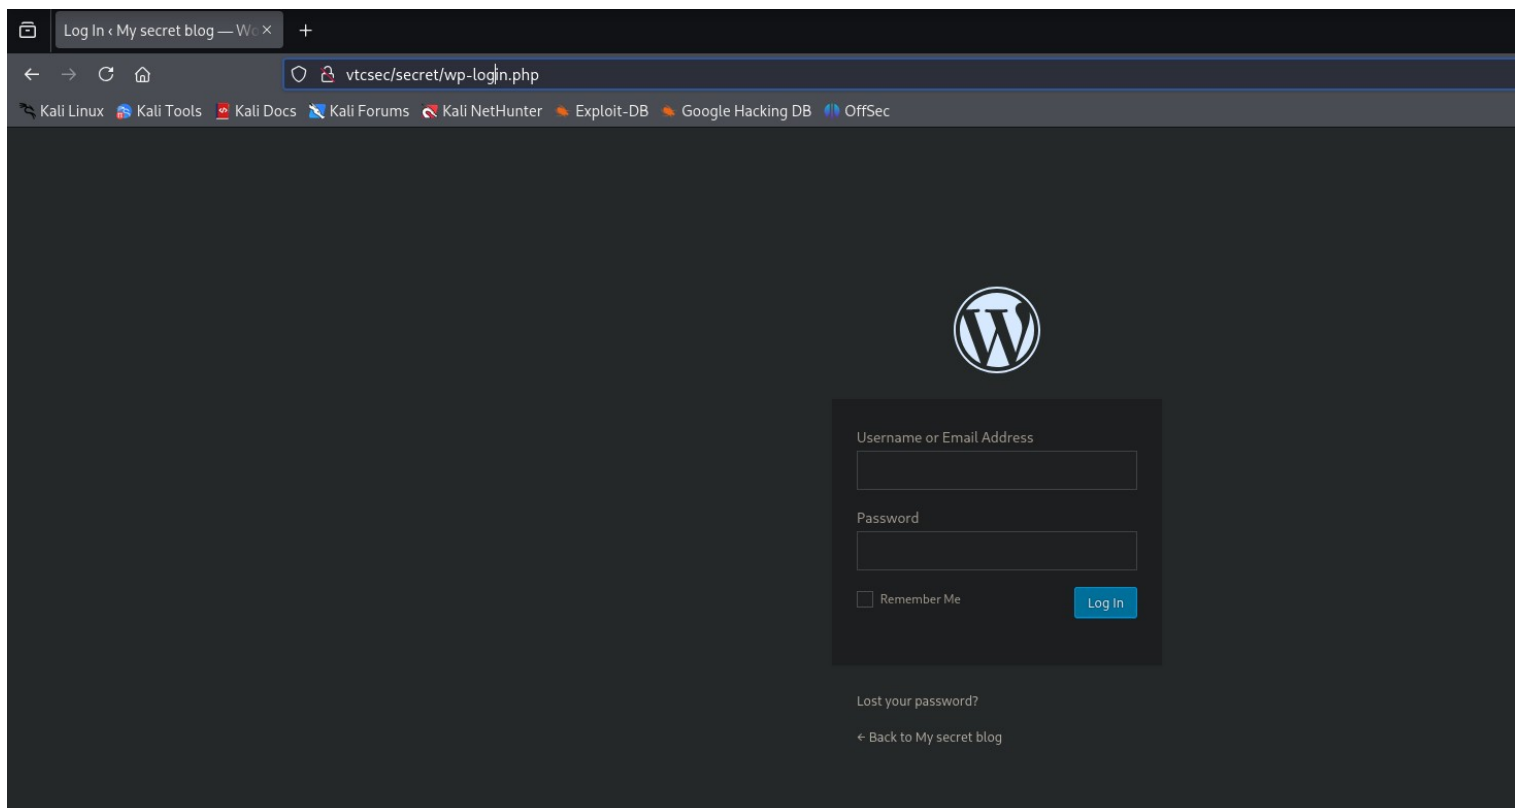 Log In ‹ My secret blog — Wo
vtcsec/secret/wp-login.php
Kali Linux Kali Tools Kali Docs Kali Forums Kali NetHunter Exploit-DB Google Hacking DB OffSec
Username or Email Address
Password
Remember Me
Log In
Lost your password?
← Back to My secret blog